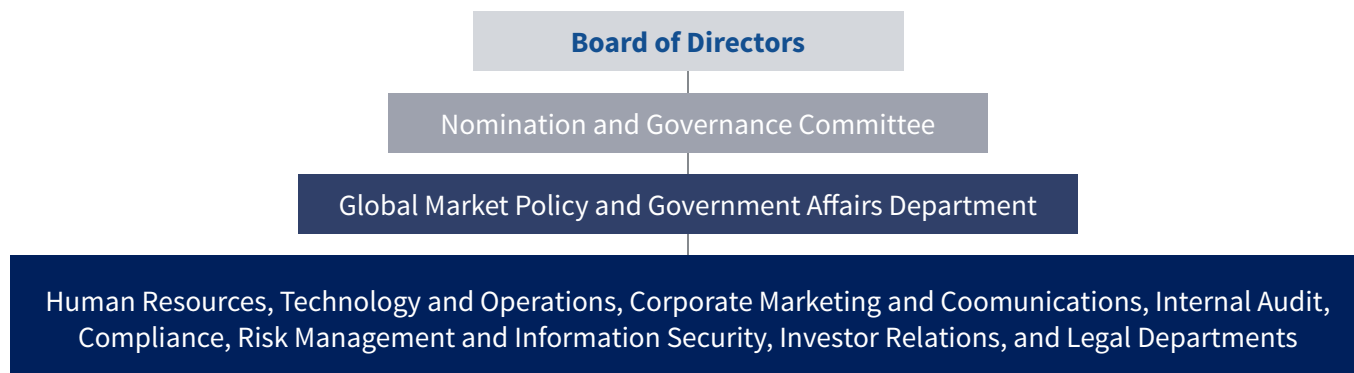 Board of Directors
Nomination and Governance Committee
Global Market Policy and Government Affairs Department
Human Resources, Technology and Operations, Corporate Marketing and Coomunications, Internal Audit,
Compliance, Risk Management and Information Security, Investor Relations, and Legal Departments